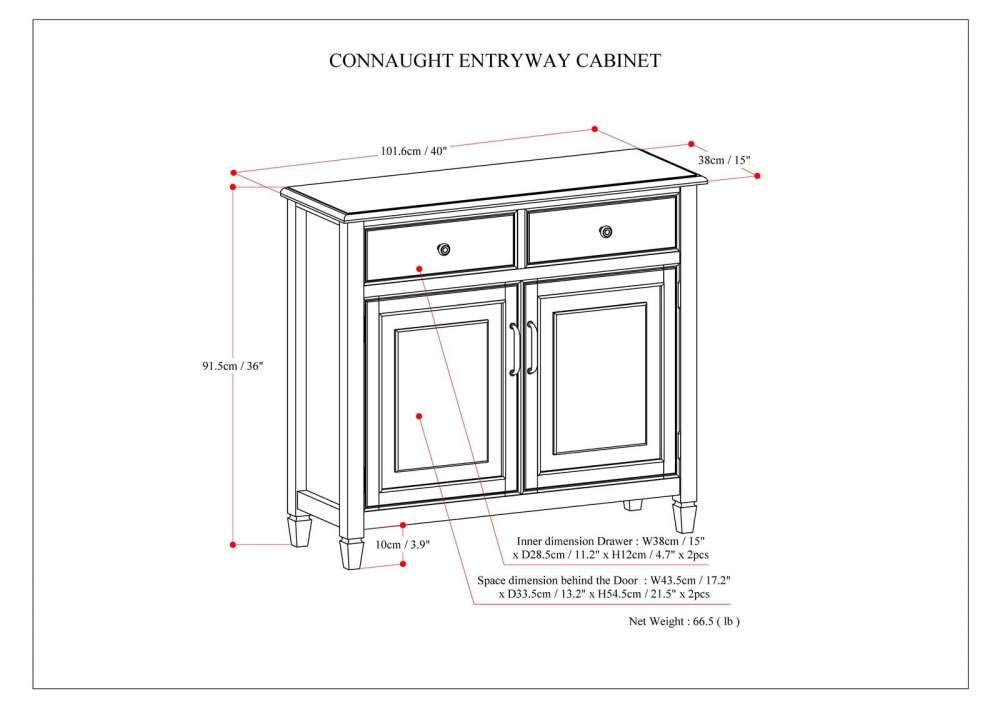 CONNAUGHT ENTRYWAY CABINET
101.6cm / 40"
38cm / 15"
91.5cm / 36"
10cm / 3.9"
Inner dimension Drawer : W38cm / 15"
x D28.5cm / 11.2" x H12cm / 4.7" x 2pcs
Space dimension behind the Door : W43.5cm / 17.2"
x D33.5cm / 13.2" x H54.5cm / 21.5" x 2pcs
Net Weight : 66.5 ( lb )